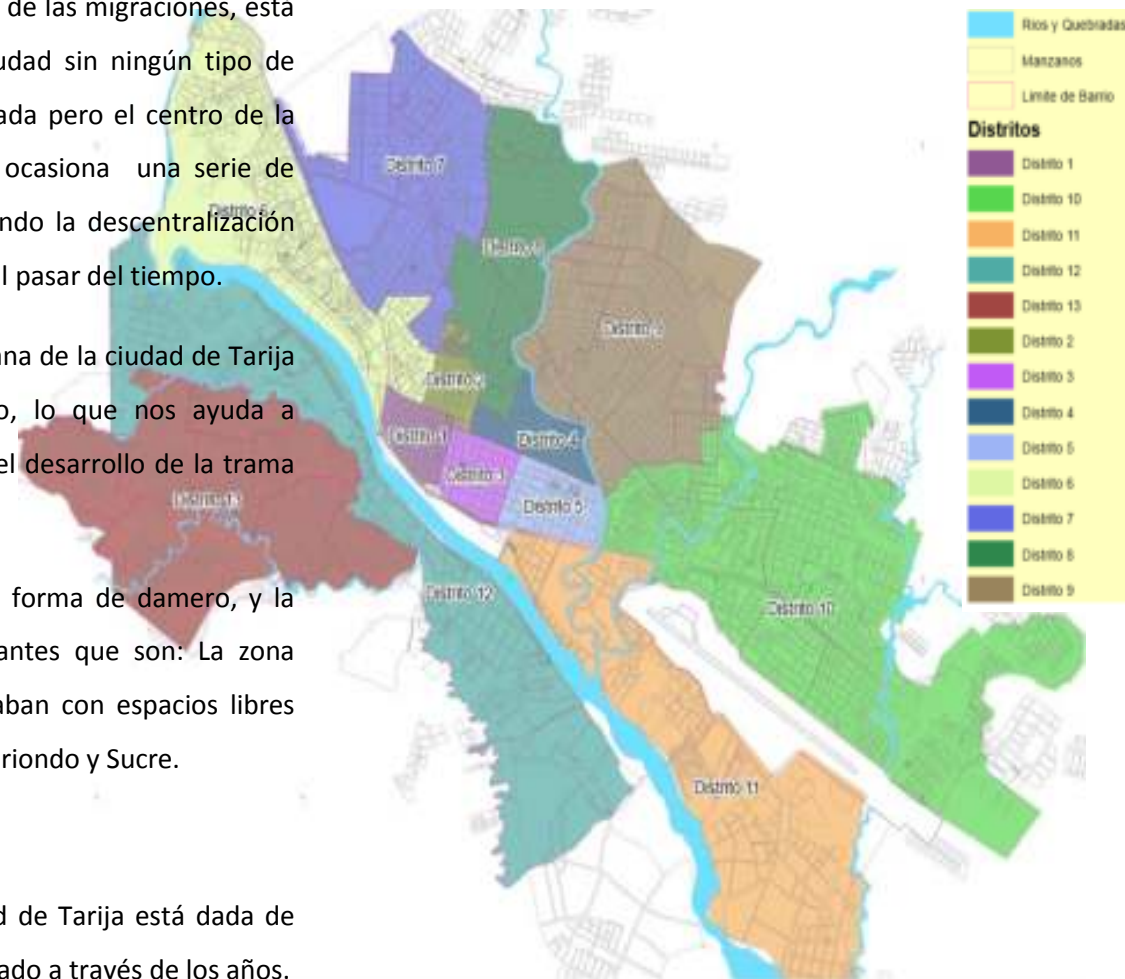 de las migraciones, está
udad sin ningún tipo de
ada pero el centro de la
ocasiona una serie de
ndo la descentralización
l pasar del tiempo.
ana de la ciudad de Tarija
o, lo que nos ayuda a
el desarrollo de la trama
forma de damero, y la
antes que son: La zona
aban con espacios libres
riondo y Sucre.
d de Tarija está dada de
ado a través de los años.
Distrito 7
Distrito 6
Distrito 8
Distrito 9
Distrito 2
Distrito 1
Distrito 4
Distrito 3
Distrito 5
Distrito 13
Distrito 12
Distrito 10
Distrito 11
Rios y Quebradas
Manzanos
Limite de Barrio
Distritos
Distrito 1
Distrito 10
Distrito 11
Distrito 12
Distrito 13
Distrito 2
Distrito 3
Distrito 4
Distrito 5
Distrito 6
Distrito 7
Distrito 8
Distrito 9